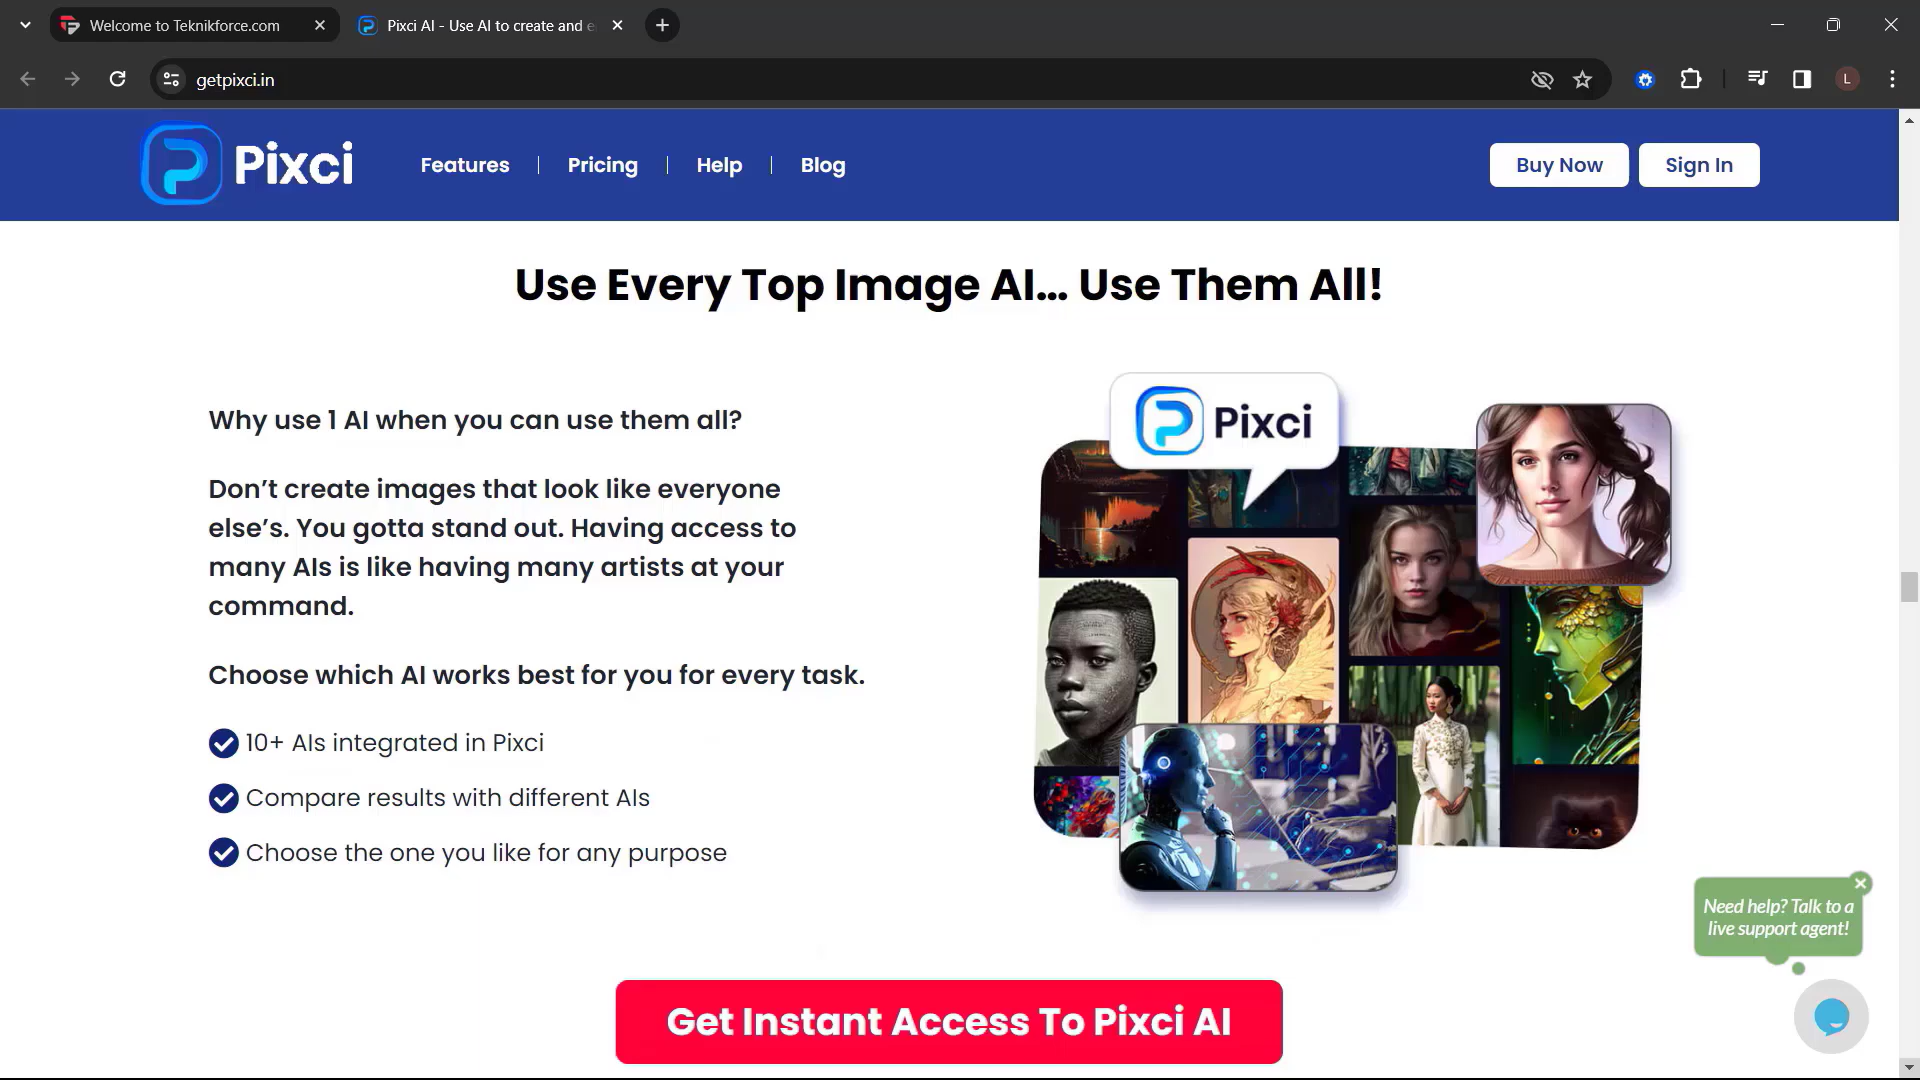 Welcome to Teknikforce.com
Pixci AI - Use AI to create and e
getpixci.in
L
Pixci
Features
Pricing
Help
Blog
Buy Now
Sign In
Use Every Top Image AI... Use Them All!
Why use 1 AI when you can use them all?
Don't create images that look like everyone
else's. You gotta stand out. Having access to
many AIs is like having many artists at your
command.
Choose which AI works best for you for every task.
10+ AIs integrated in Pixci
Compare results with different AIs
Choose the one you like for any purpose
Pixci
Need help? Talk to a
live support agent!
Get Instant Access To Pixci AI